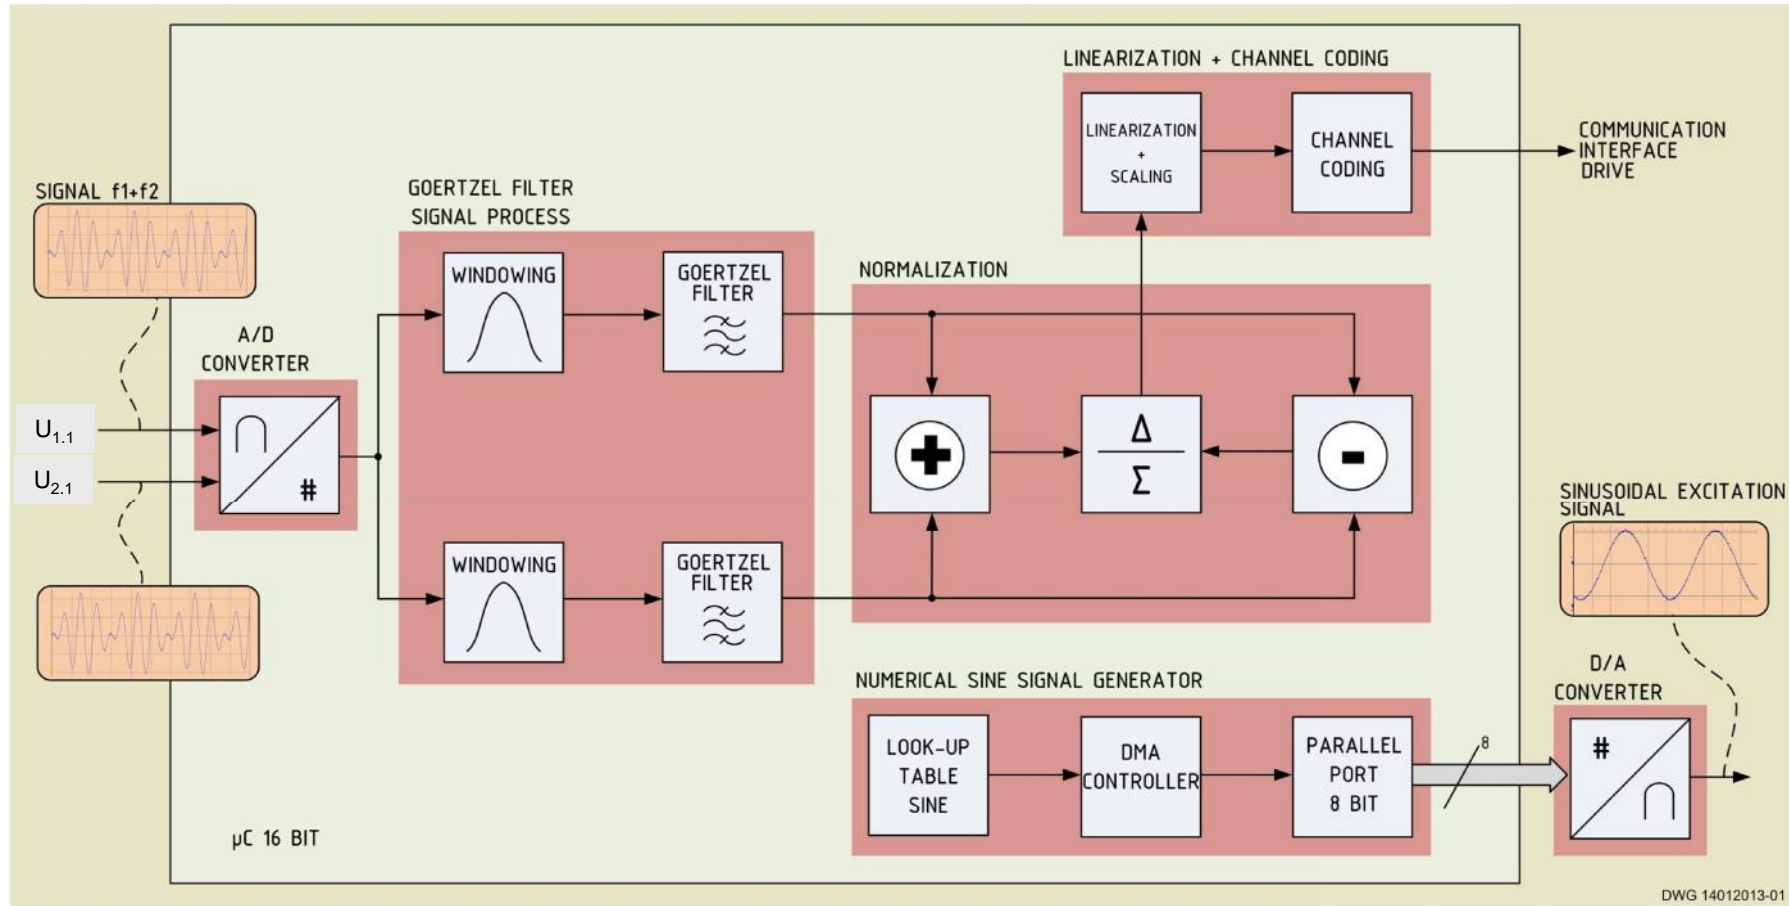 LINEARIZATION + CHANNEL CODING
LINEARIZATION
+
SCALING
CHANNEL
CODING
COMMUNICATION
INTERFACE
DRIVE
SIGNAL f1+f2
GOERTZEL FILTER
SIGNAL PROCESS
WINDOWING
GOERTZEL
FILTER
NORMALIZATION
A/D
CONVERTER
U1.1
U2.1
#
+
Δ
Σ
-
WINDOWING
GOERTZEL
FILTER
SINUSOIDAL EXCITATION
SIGNAL
NUMERICAL SINE SIGNAL GENERATOR
LOOK-UP
TABLE
SINE
DMA
CONTROLLER
PARALLEL
PORT
8 BIT
8
D/A
CONVERTER
#
µC 16 BIT
DWG 14012013-01